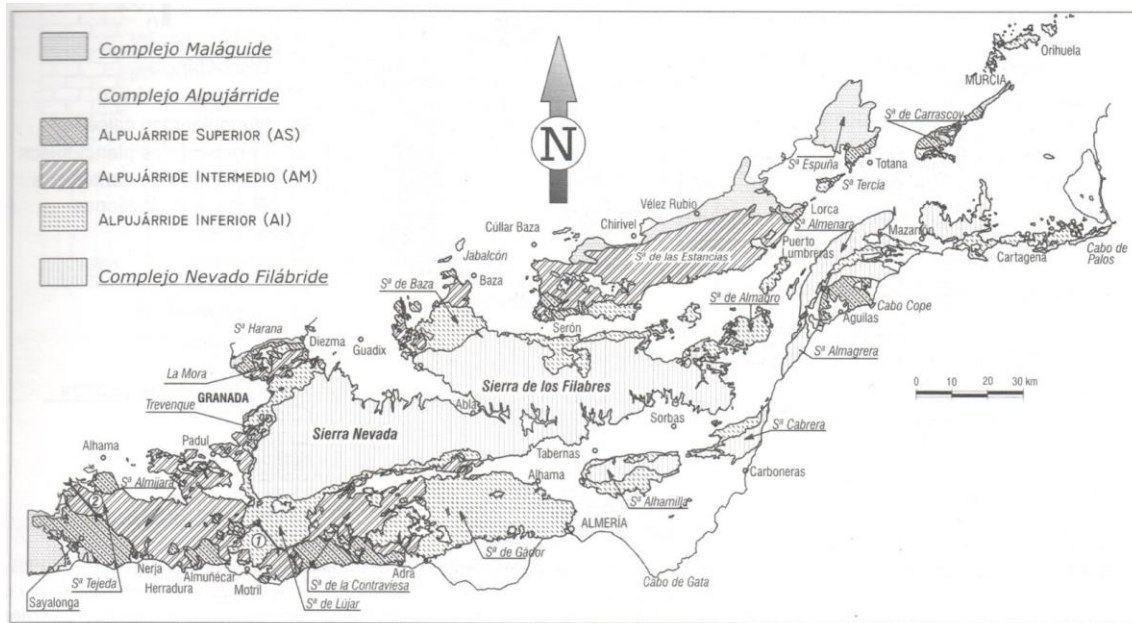 Complejo Maláguide
Complejo Alpujárride
ALPUJÁRRIDE SUPERIOR (AS)
ALPUJÁRRIDE INTERMEDIO (AM)
ALPUJÁRRIDE INFERIOR (AI)
Complejo Nevado Filábride
N
Orihuela
MURCIA
Sª de Carrascoy
Sª Espuña
Totana
Sª Tercia
Vélez Rubio
Lorca
Chirivel
Sª Almenara
Mazarrón
Cúllar Baza
Puerto
Lumbreras
Cartagena
Cabo de
Palos
Jabalcón
Sª de las Estancias
Baza
Sª de Baza
Sª de Almagro
Cabo Cope
Aguilas
Serón
Sª Harana
Diezma
Guadix
Sª Almagrera
La Mora
Sierra de los Filabres
0 10 20 30 km
GRANADA
Abla
Trevenque
Sorbas
Sierra Nevada
Sª Cabrera
Alhama
Padul
Tabernas
Alhama
Carboneras
Sª Almijara
Sª Alhamilla
2
1
ALMERÍA
Sª de Gádor
Nerja
Adra
Sª Tejeda
Almuñécar
Sª de la Contraviesa
Cabo de Gata
Herradura
Motril
Sayalonga
Sª de Lújar